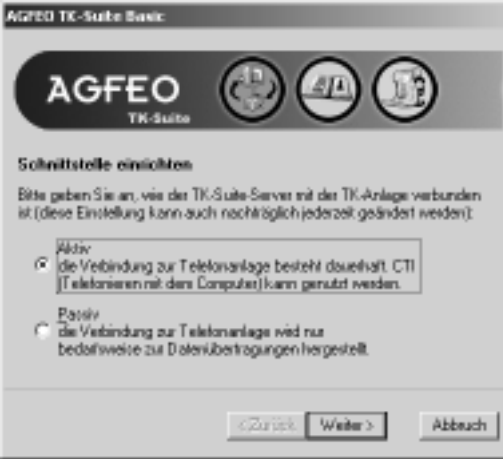 AGFEO TK-Suite Basic
AGFEO
TK-Suite
Schnittstelle einrichten
Bitte geben Sie an, wie der TK-Suite-Server mit der TK-Anlage verbunden
ist (diese Einstellung kann auch nachträglich jederzeit geändert werden):
Aktiv
die Verbindung zur Telefonanlage besteht dauerhaft. CTI
(Telefonieren mit dem Computer) kann genutzt werden.
Passiv
die Verbindung zur Telefonanlage wird nur
bedarfsweise zur Datenübertragungen hergestellt.
< Zurück
Weiter >
Abbruch